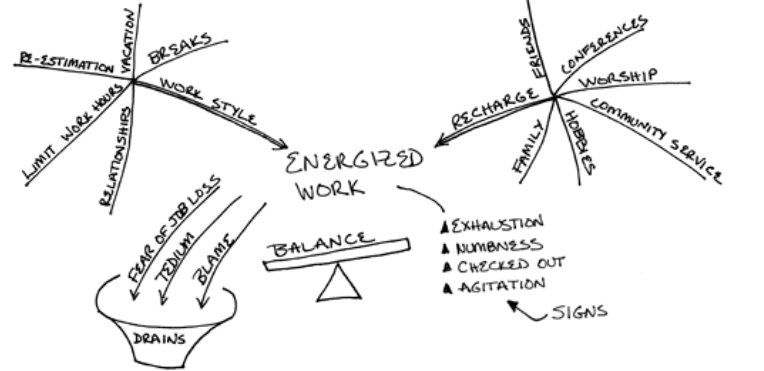 VACATION
BREAKS
RE-ESTIMATION
WORK STYLE
LIMIT WORK HOURS
RELATIONSHIPS
FRIENDS
CONFERENCES
WORSHIP
RECHARGE
COMMUNITY SERVICE
FAMILY
HOBBIES
ENERGIZED
WORK
FEAR OF JOB LOSS
TEDIUM
BLAME
DRAINS
BALANCE
EXHAUSTION
NUMBNESS
CHECKED OUT
AGITATION
SIGNS